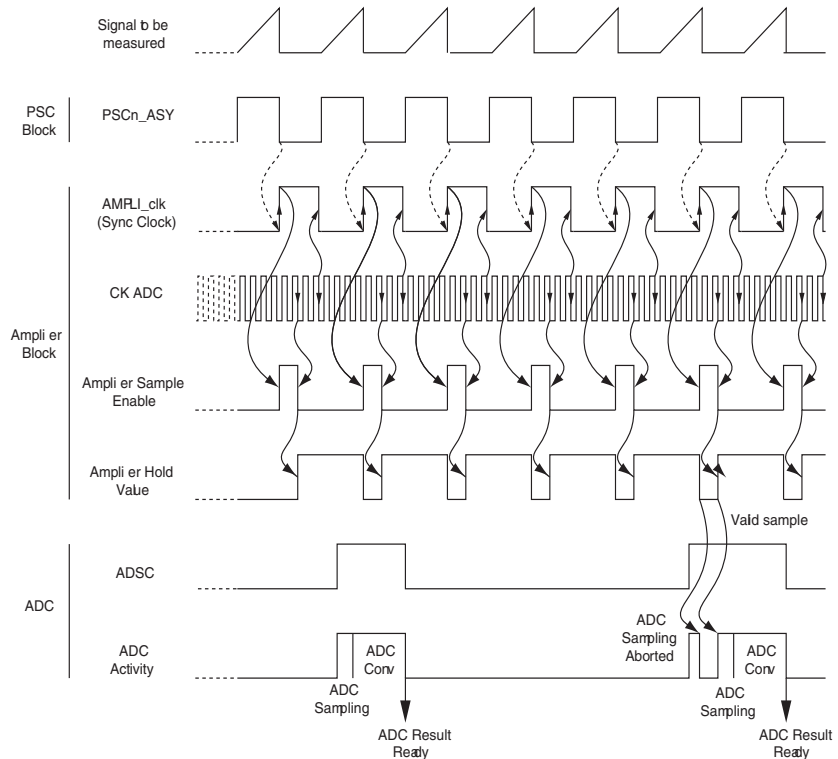 Signal to be
measured
PSC
Block
PSCn_ASY
AMPLI_clk
(Sync Clock)
CK ADC
Ampli er
Block
Ampli er Sample
Enable
Ampli er Hold
Value
Valid sample
ADSC
ADC
ADC
Sampling
Aborted
ADC
Activity
ADC
Conv
ADC
Conv
ADC
Sampling
ADC
Sampling
ADC Result
Ready
ADC Result
Ready